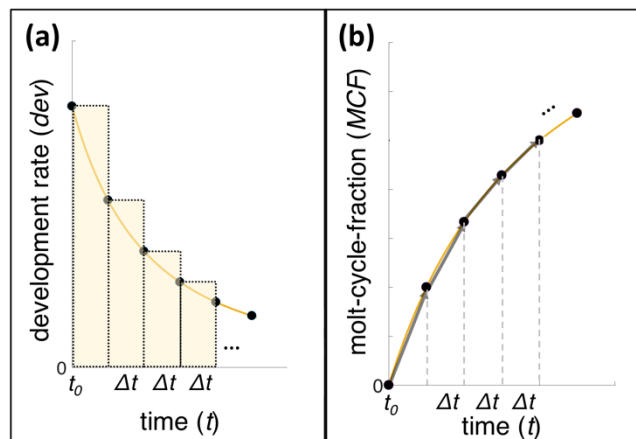 (a)
development rate (dev)
0
t0 Δt Δt Δt
...
time (t)
(b)
molt-cycle-fraction (MCF)
0
t0 Δt Δt Δt
...
time (t)